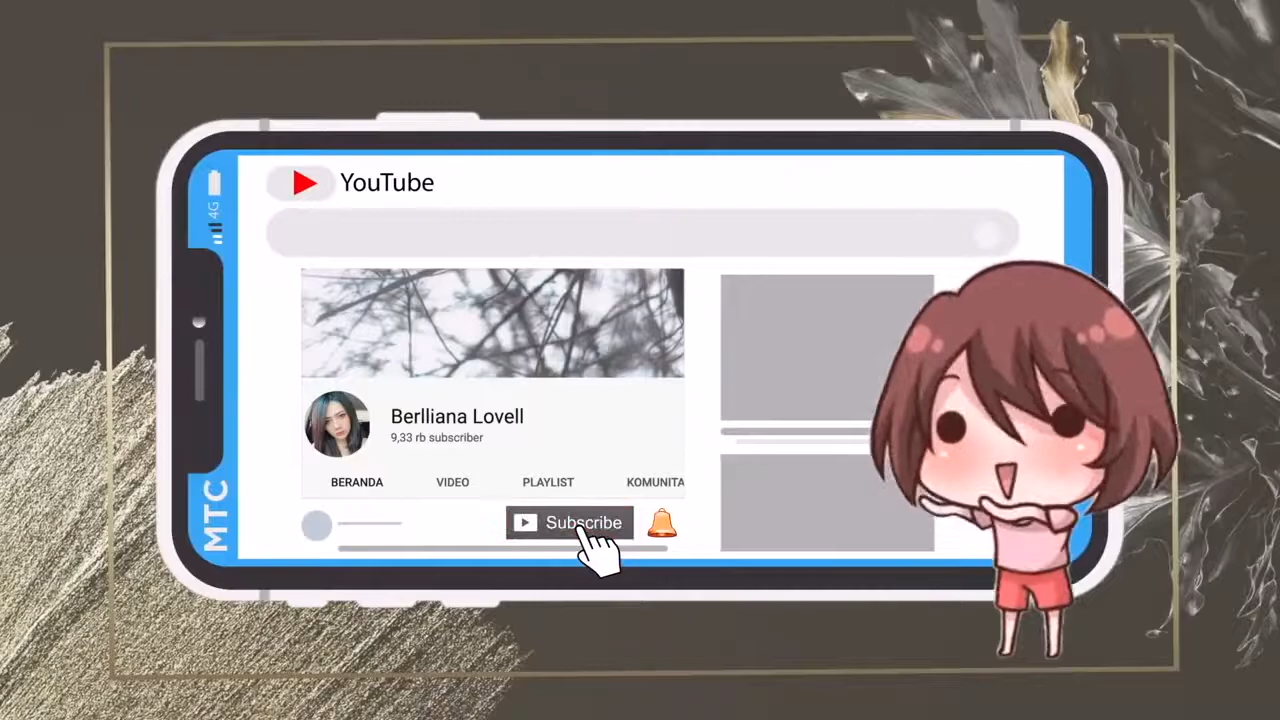 YouTube
4G
MTC
Berlliana Lovell
9,33 rb subscriber
BERANDA VIDEO PLAYLIST KOMUNITA
Subscribe